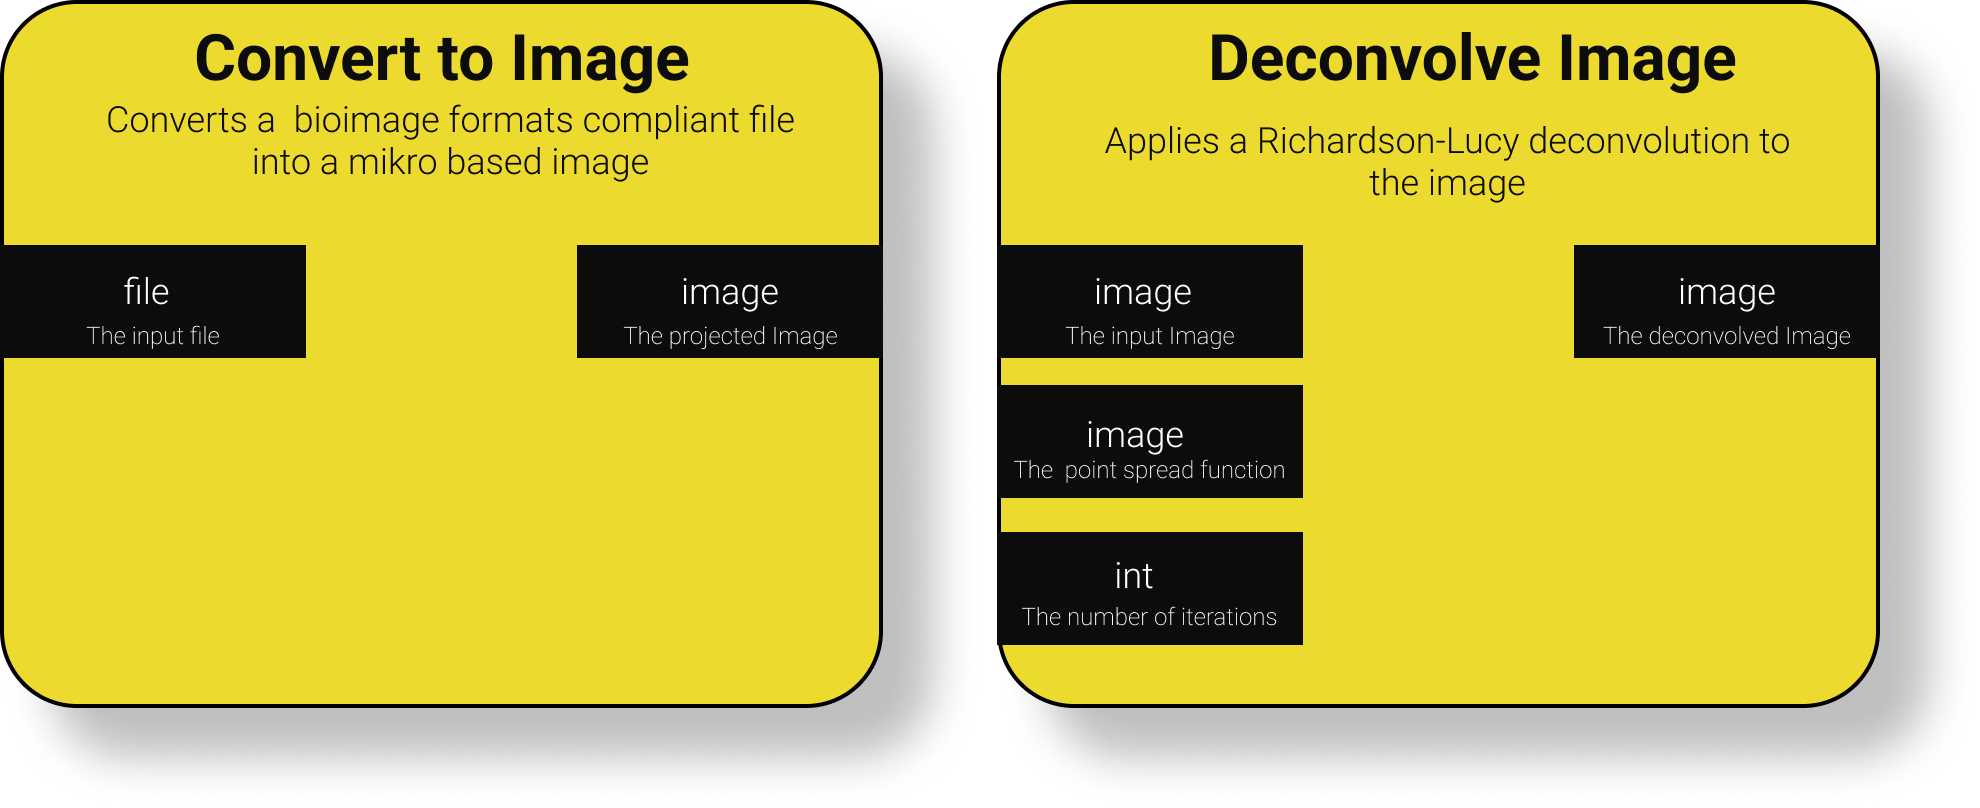 Convert to Image
Converts a  bioimage formats compliant file
into a mikro based image
file
The input file
image
The projected Image
Deconvolve Image
Applies a Richardson-Lucy deconvolution to
the image
image
The input Image
image
The deconvolved Image
image
The  point spread function
int
The number of iterations